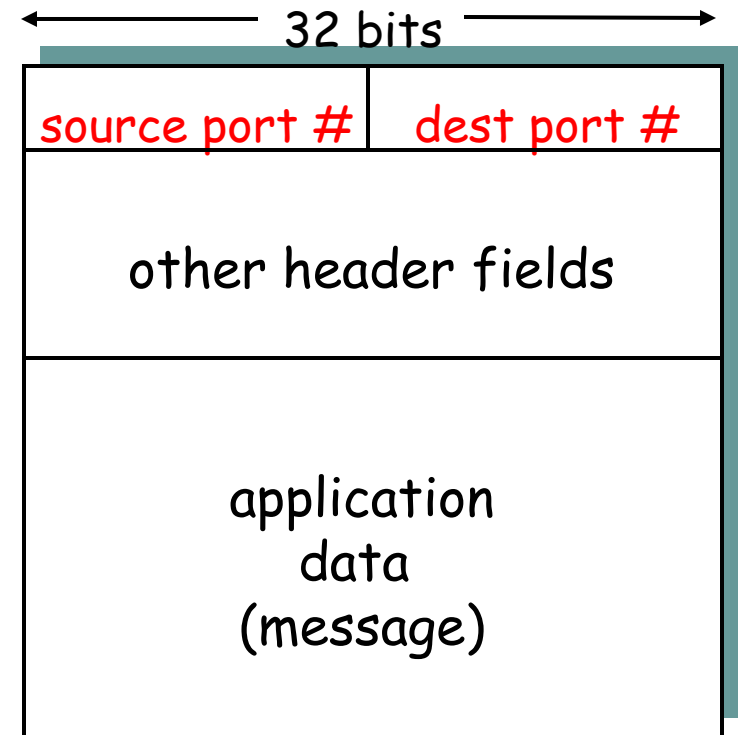 32 bits
source port # dest port #
other header fields
application
data
(message)